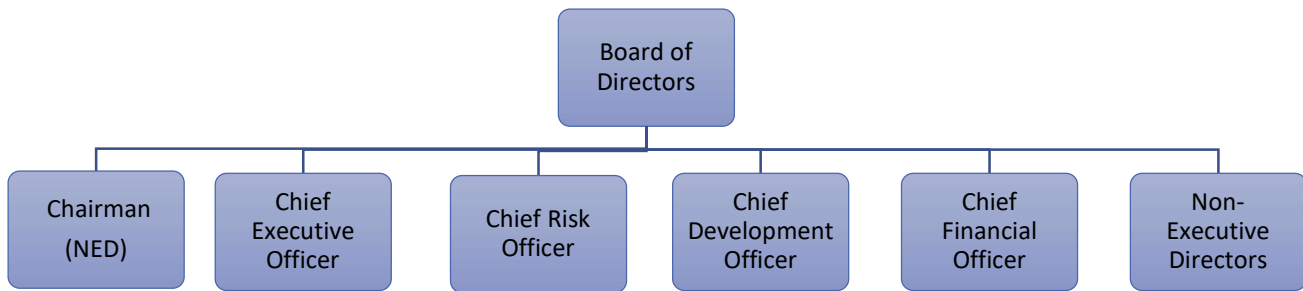 Board of
Directors
Chairman
(NED)
Chief
Executive
Officer
Chief Risk
Officer
Chief
Development
Officer
Chief
Financial
Officer
Non-
Executive
Directors